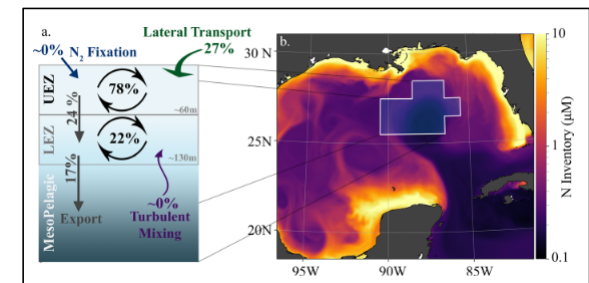 a.
Lateral Transport
27%
~0% N₂ Fixation
UEZ
78%
24 %
~60m
LEZ
22%
~130m
17%
MesoPelagic
~0%
Turbulent
Mixing
Export
b.
30 N
25N
20N
95W
90W
85W
10
1
0.1
N Inventory (µM)